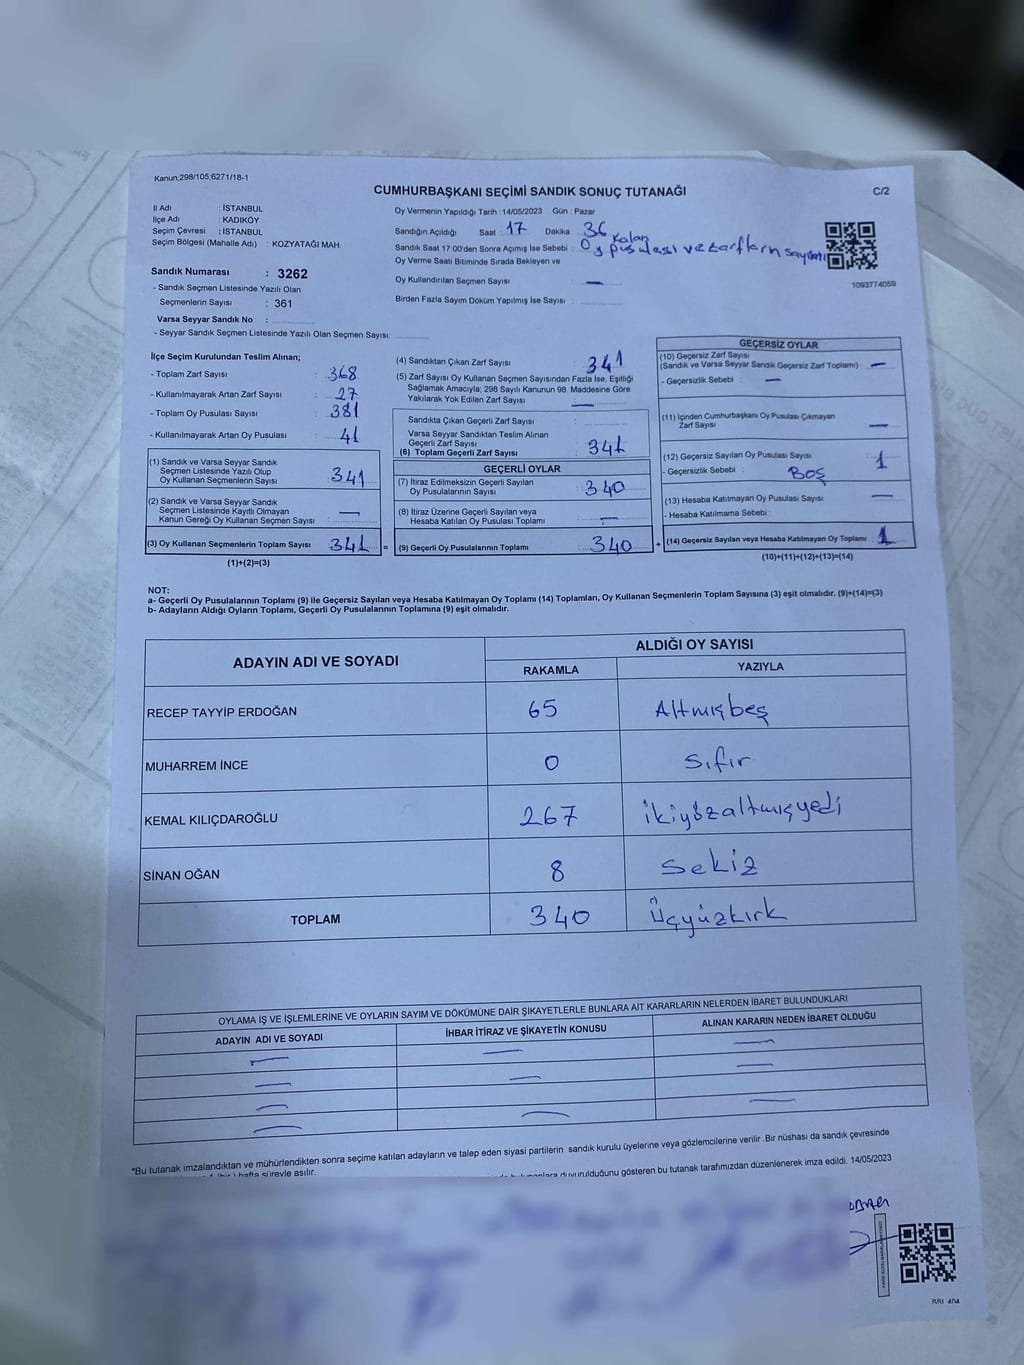 Kanun,298/105,6271/18-1
CUMHURBAŞKANI SEÇİMİ SANDIK SONUÇ TUTANAĞI
C/2
İl Adı : İSTANBUL
İlçe Adı : KADIKÖY
Seçim Çevresi : İSTANBUL
Seçim Bölgesi (Mahalle Adı) : KOZYATAĞI MAH
Sandık Numarası : 3262
- Sandık Seçmen Listesinde Yazılı Olan
Seçmenlerin Sayısı : 361
Varsa Seyyar Sandık No :
- Seyyar Sandık Seçmen Listesinde Yazılı Olan Seçmen Sayısı:
Oy Vermenin Yapıldığı Tarih : 14/05/2023 Gün : Pazar
Sandığın Açıldığı Saat 17 Dakika : 36
Sandık Saat 17:00'den Sonra Açımış İse Sebebi : Kalan Oy pusulası ve zarfların sayımı
Oy Verme Saati Bitiminde Sırada Bekleyen ve
Oy Kullandırılan Seçmen Sayısı : —
Birden Fazla Sayım Döküm Yapılmış İse Sayısı :
1093774059
İlçe Seçim Kurulundan Teslim Alınan;
- Toplam Zarf Sayısı : 368
- Kullanılmayarak Artan Zarf Sayısı : 27
- Toplam Oy Pusulası Sayısı : 381
- Kullanılmayarak Artan Oy Pusulası : 41
(1) Sandık ve Varsa Seyyar Sandık
Seçmen Listesinde Yazılı Olup
Oy Kullanan Seçmenlerin Sayısı : 341
(2) Sandık ve Varsa Seyyar Sandık
Seçmen Listesinde Kayıtlı Olmayan
Kanun Gereği Oy Kullanan Seçmen Sayısı : —
(3) Oy Kullanan Seçmenlerin Toplam Sayısı : 341 =
(1)+(2)=(3)
(4) Sandıktan Çıkan Zarf Sayısı : 341
(5) Zarf Sayısı Oy Kullanan Seçmen Sayısından Fazla İse, Eşitliği
Sağlamak Amacıyla; 298 Sayılı Kanunun 98. Maddesine Göre
Yakılarak Yok Edilen Zarf Sayısı : —
Sandıkta Çıkan Geçerli Zarf Sayısı :
Varsa Seyyar Sandıktan Teslim Alınan
Geçerli Zarf Sayısı :
(6) Toplam Geçerli Zarf Sayısı : 341
GEÇERLİ OYLAR
(7) İtiraz Edilmeksizin Geçerli Sayılan
Oy Pusulalarının Sayısı : 340
(8) İtiraz Üzerine Geçerli Sayılan veya
Hesaba Katılan Oy Pusulası Toplamı : —
(9) Geçerli Oy Pusulalarının Toplamı : 340 +
GEÇERSİZ OYLAR
(10) Geçersiz Zarf Sayısı
(Sandık ve Varsa Seyyar Sandık Geçersiz Zarf Toplamı) : —
- Geçersizlik Sebebi : —
(11) İçinden Cumhurbaşkanı Oy Pusulası Çıkmayan
Zarf Sayısı : —
(12) Geçersiz Sayılan Oy Pusulası Sayısı : 1
- Geçersizlik Sebebi : BOŞ
(13) Hesaba Katılmayan Oy Pusulası Sayısı : —
- Hesaba Katılmama Sebebi :
(14) Geçersiz Sayılan veya Hesaba Katılmayan Oy Toplamı : 1
(10)+(11)+(12)+(13)=(14)
NOT:
a- Geçerli Oy Pusulalarının Toplamı (9) ile Geçersiz Sayılan veya Hesaba Katılmayan Oy Toplamı (14) Toplamları, Oy Kullanan Seçmenlerin Toplam Sayısına (3) eşit olmalıdır. (9)+(14)=(3)
b- Adayların Aldığı Oyların Toplamı, Geçerli Oy Pusulalarının Toplamına (9) eşit olmalıdır.
ADAYIN ADI VE SOYADI
ALDIĞI OY SAYISI
RAKAMLA YAZIYLA
RECEP TAYYİP ERDOĞAN 65 Altmışbeş
MUHARREM İNCE 0 Sıfır
KEMAL KILIÇDAROĞLU 267 İkiyüzaltmışyedi
SİNAN OĞAN 8 Sekiz
TOPLAM 340 Üçyüzkırk
OYLAMA İŞ VE İŞLEMLERİNE VE OYLARIN SAYIM VE DÖKÜMÜNE DAİR ŞİKAYETLERLE BUNLARA AİT KARARLARIN NELERDEN İBARET BULUNDUKLARI
ADAYIN ADI VE SOYADI İHBAR İTİRAZ VE ŞİKAYETİN KONUSU ALINAN KARARIN NEDEN İBARET OLDUĞU
— — —
— — —
— — —
—
*Bu tutanak imzalandıktan ve mühürlendikten sonra seçime katılan adayların ve talep eden siyasi partilerin sandık kurulu üyelerine veya gözlemcilerine verilir Bir nüshası da sandık çevresinde
hafta süreyle asılır.
duyurulduğunu gösteren bu tutanak tarafımızdan düzenlenerek imza edildi. 14/05/2023